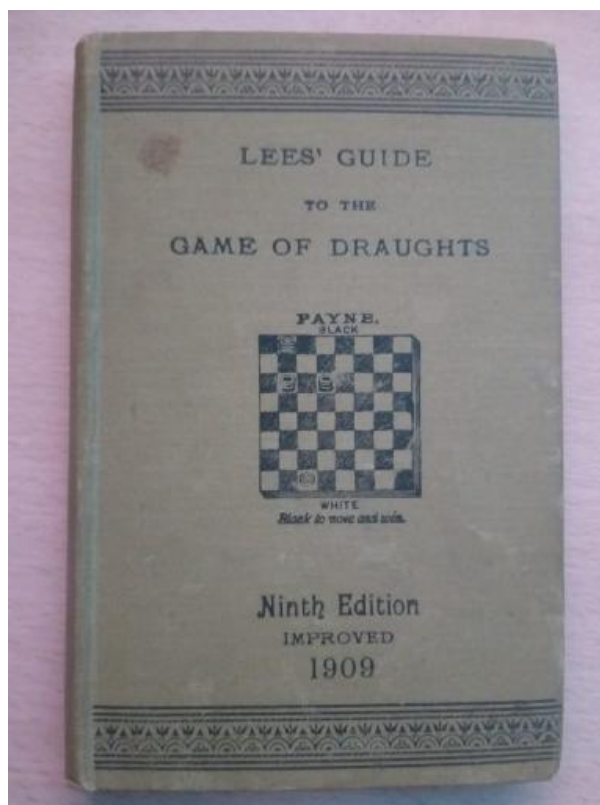 LEES' GUIDE
TO THE
GAME OF DRAUGHTS
PAYNE.
BLACK
WHITE
Black to move and win.
Ninth Edition
IMPROVED
1909